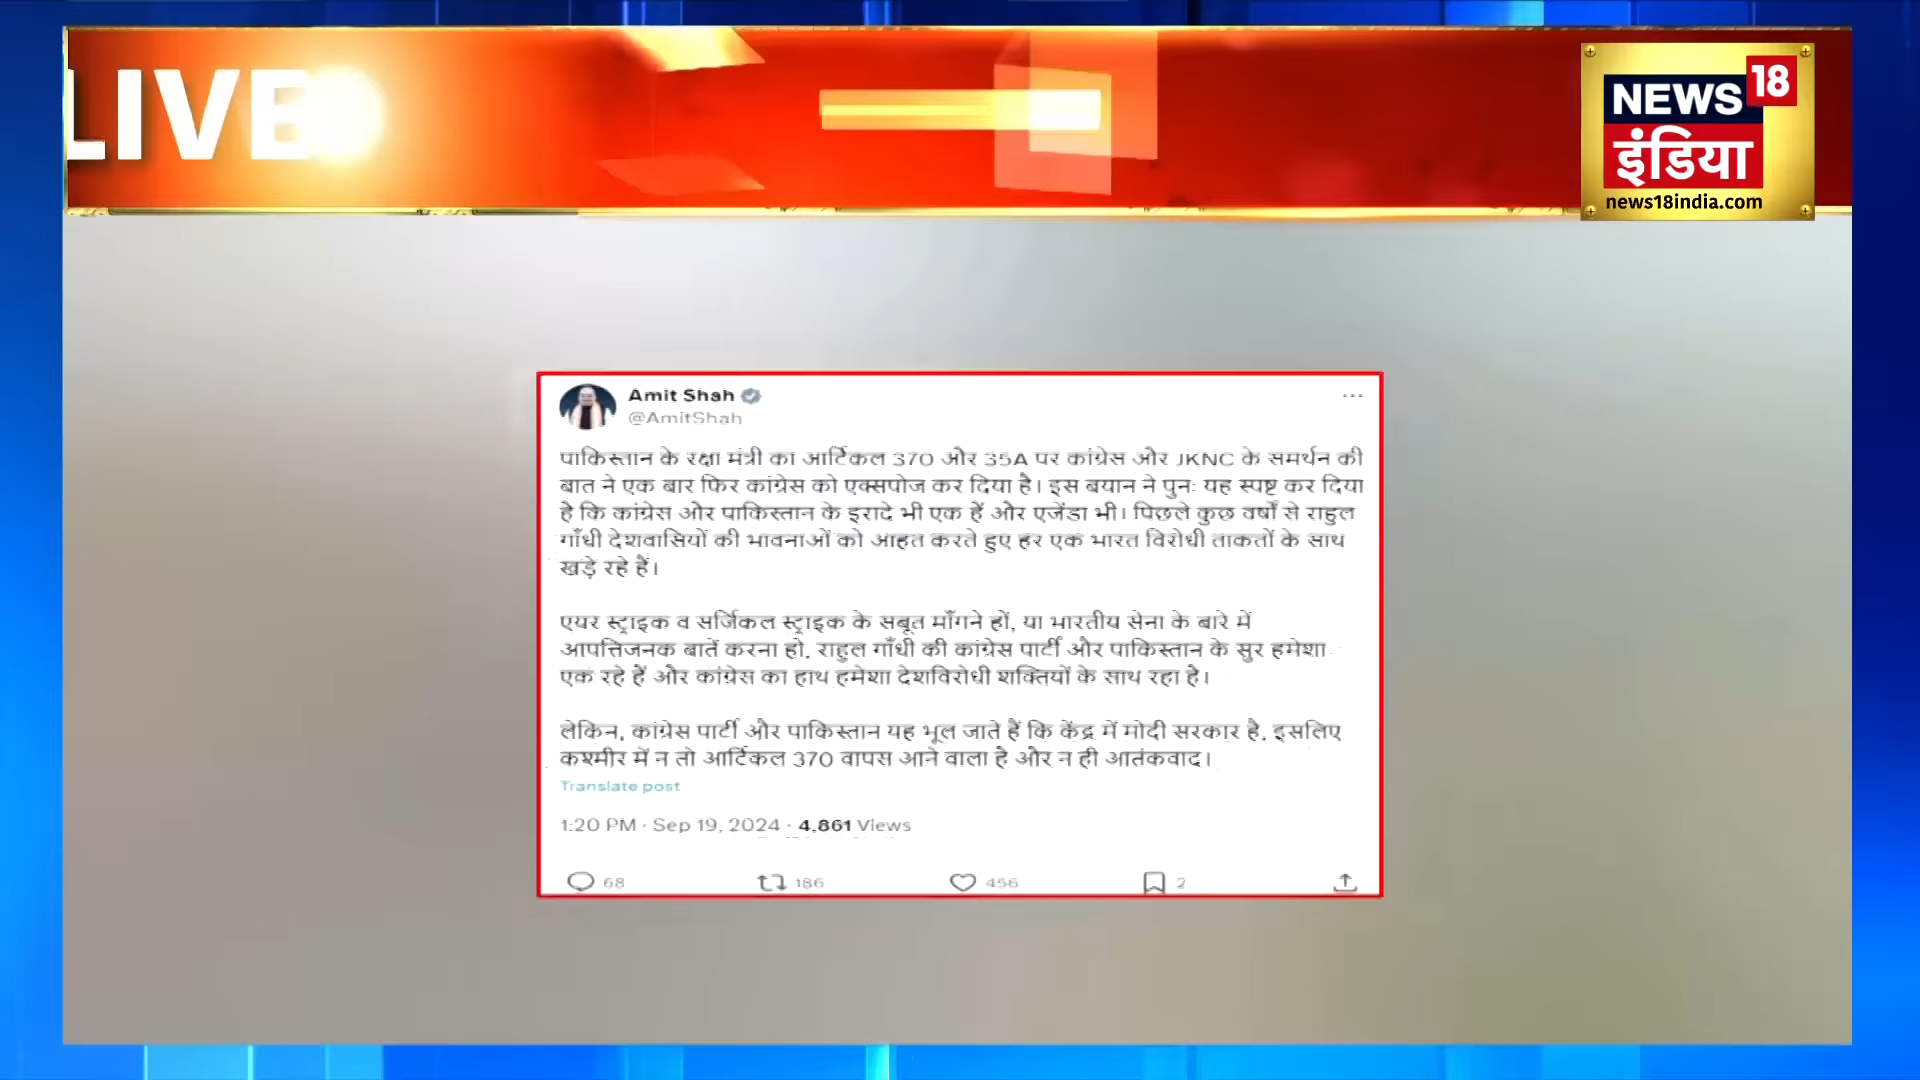 LIVE
NEWS 18
इंडिया
news18india.com
Amit Shah
@AmitShah
पाकिस्तान के रक्षा मंत्री का आर्टिकल 370 और 35A पर कांग्रेस और JKNC के समर्थन की
बात ने एक बार फिर कांग्रेस को एक्सपोज कर दिया है। इस बयान ने पुनः यह स्पष्ट कर दिया
है कि कांग्रेस और पाकिस्तान के इरादे भी एक हैं और एजेंडा भी। पिछले कुछ वर्षों से राहुल
गाँधी देशवासियों की भावनाओं को आहत करते हुए हर एक भारत विरोधी ताकतों के साथ
खड़े रहे हैं।
एयर स्ट्राइक व सर्जिकल स्ट्राइक के सबूत माँगने हों, या भारतीय सेना के बारे में
आपत्तिजनक बातें करना हो, राहुल गाँधी की कांग्रेस पार्टी और पाकिस्तान के सुर हमेशा
एक रहे हैं और कांग्रेस का हाथ हमेशा देशविरोधी शक्तियों के साथ रहा है।
लेकिन, कांग्रेस पार्टी और पाकिस्तान यह भूल जाते हैं कि केंद्र में मोदी सरकार है, इसलिए
कश्मीर में न तो आर्टिकल 370 वापस आने वाला है और न ही आतंकवाद।
Translate post
1:20 PM · Sep 19, 2024 · 4,861 Views
68 186 456 2